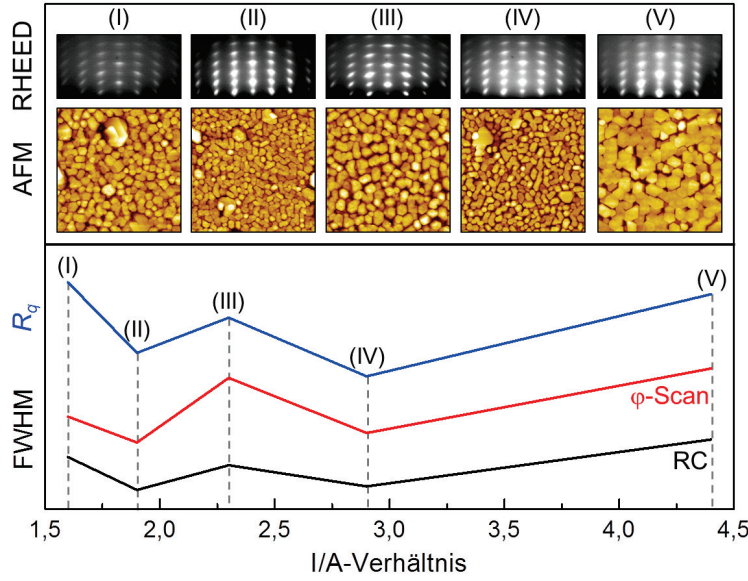 (I) (II) (III) (IV) (V)
RHEED
AFM
(I)
(II)
(III)
(IV)
(V)
R_q
FWHM
φ-Scan
RC
1,5 2,0 2,5 3,0 3,5 4,0 4,5
I/A-Verhältnis